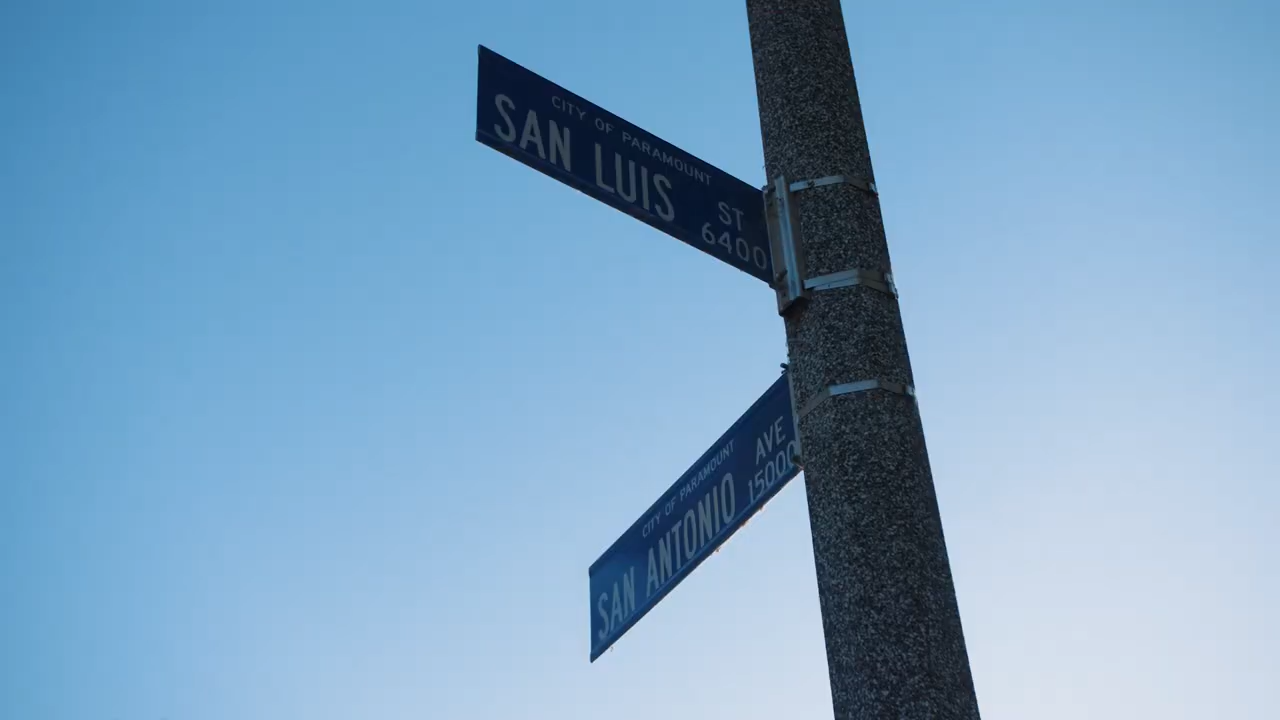 CITY OF PARAMOUNT
SAN LUIS ST
6400
CITY OF PARAMOUNT
SAN ANTONIO AVE
15000